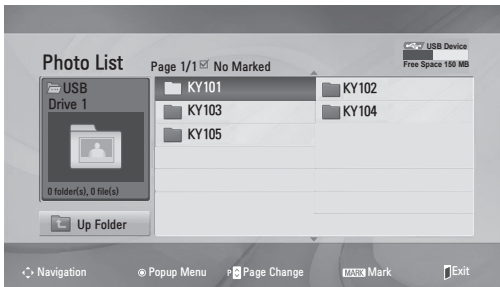 USB Device
Photo List Page 1/1 No Marked Free Space 150 MB
USB KY101 KY102
Drive 1
KY103 KY104
KY105
0 folder(s), 0 file(s)
Up Folder
Navigation Popup Menu P Page Change MARK Mark Exit